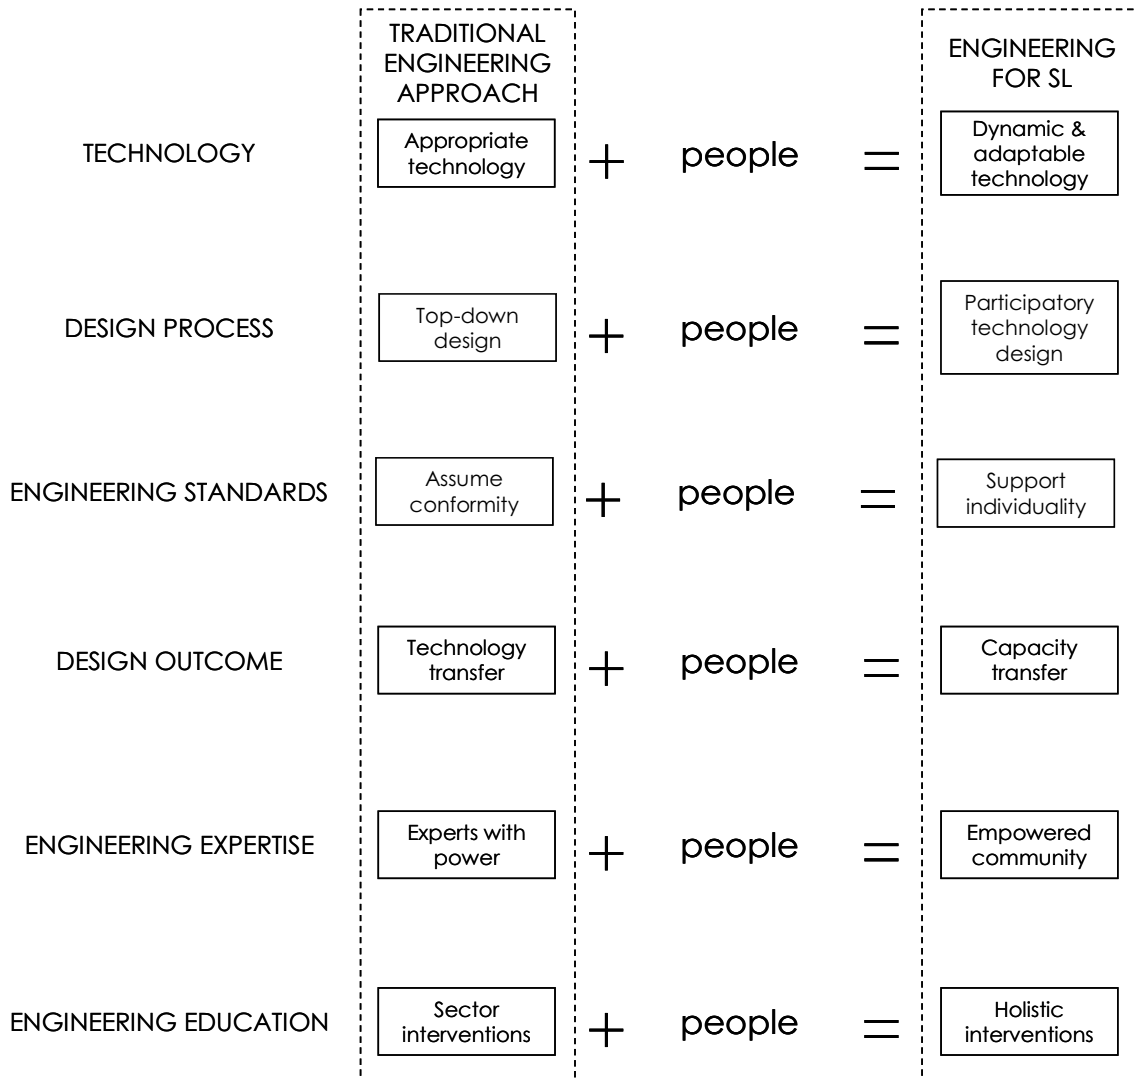 TRADITIONAL
ENGINEERING
APPROACH
ENGINEERING
FOR SL
TECHNOLOGY
Appropriate
technology
+
people
=
Dynamic &
adaptable
technology
DESIGN PROCESS
Top-down
design
+
people
=
Participatory
technology
design
ENGINEERING STANDARDS
Assume
conformity
+
people
=
Support
individuality
DESIGN OUTCOME
Technology
transfer
+
people
=
Capacity
transfer
ENGINEERING EXPERTISE
Experts with
power
+
people
=
Empowered
community
ENGINEERING EDUCATION
Sector
interventions
+
people
=
Holistic
interventions